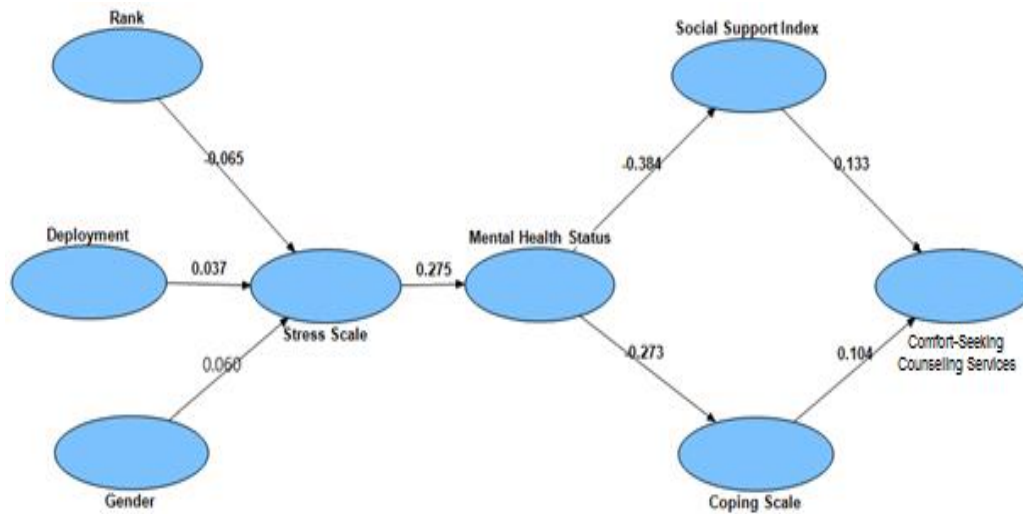 Rank
Social Support Index
-0.065
-0.384
0.133
Deployment
Mental Health Status
0.037
0.275
Stress Scale
Comfort-Seeking
Counseling Services
0.060
-0.273
0.104
Gender
Coping Scale